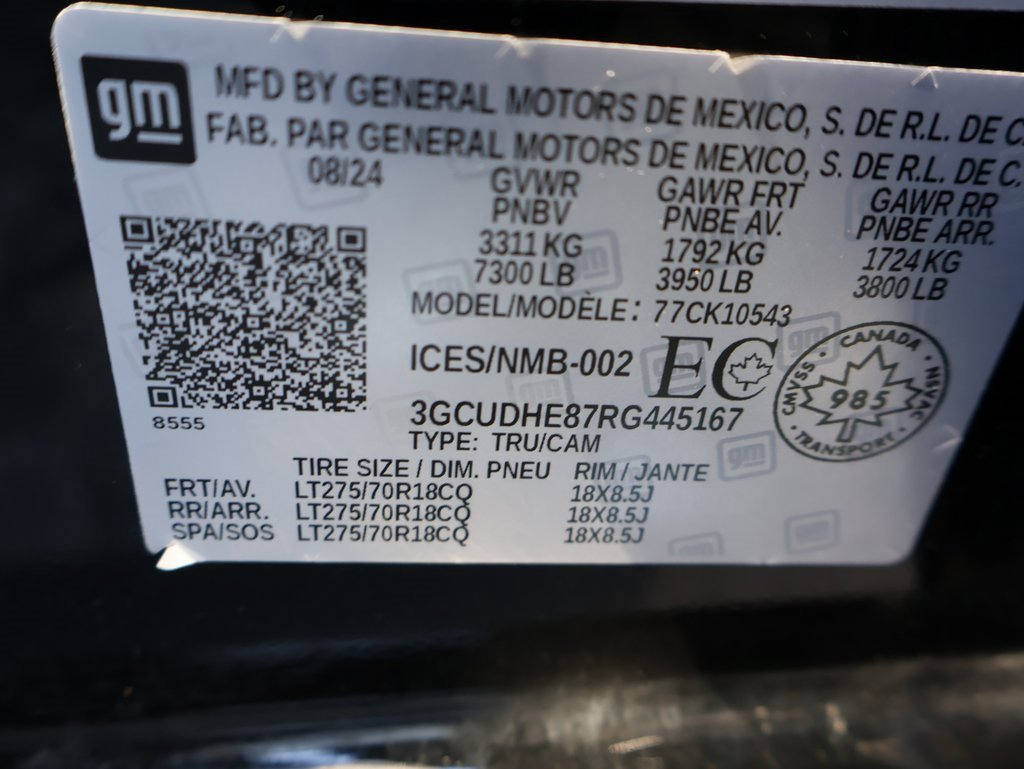 gm
MFD BY GENERAL MOTORS DE MEXICO, S. DE R.L. DE C.
FAB. PAR GENERAL MOTORS DE MEXICO, S. DE R.L. DE C.
08/24
GVWR GAWR FRT GAWR RR
PNBV PNBE AV. PNBE ARR.
3311 KG 1792 KG 1724 KG
7300 LB 3950 LB 3800 LB
MODEL/MODÈLE: 77CK10543
ICES/NMB-002 EC
CANADA
CMVSS NSVAC
985
TRANSPORT
3GCUDHE87RG445167
8555
TYPE: TRU/CAM
TIRE SIZE / DIM. PNEU RIM / JANTE
FRT/AV. LT275/70R18CQ 18X8.5J
RR/ARR. LT275/70R18CQ 18X8.5J
SPA/SOS LT275/70R18CQ 18X8.5J